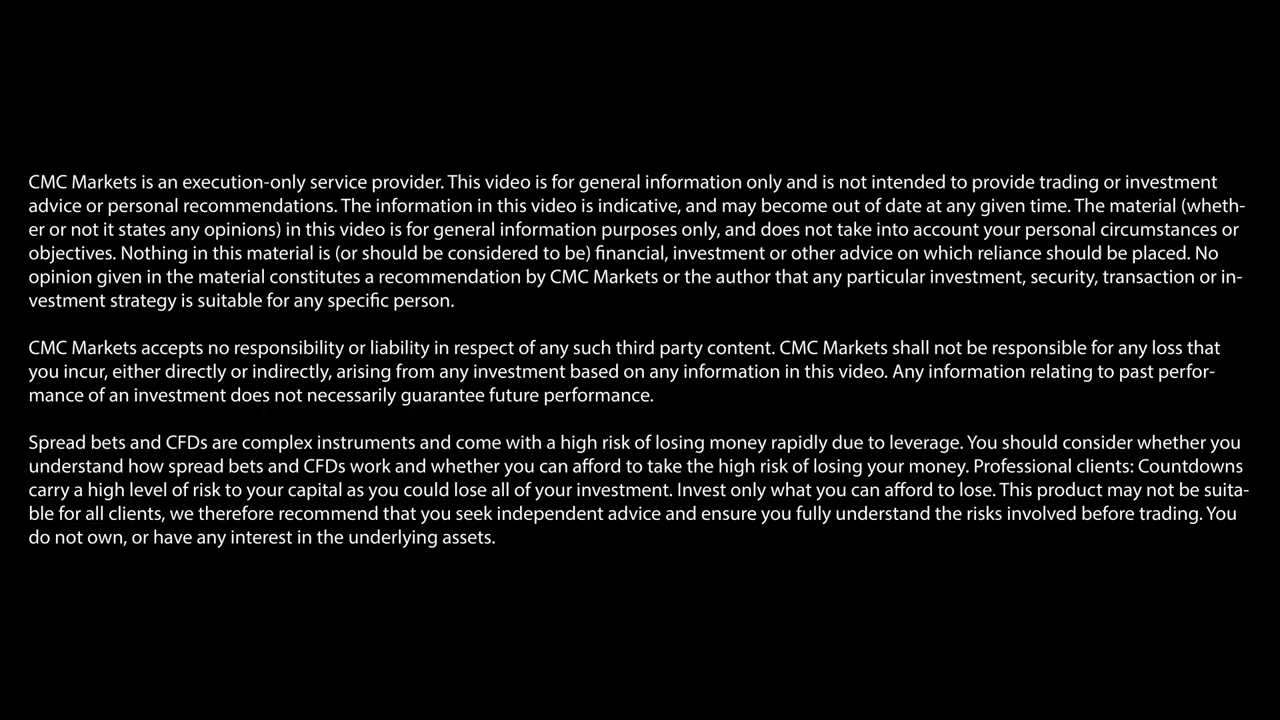 CMC Markets is an execution-only service provider. This video is for general information only and is not intended to provide trading or investment
advice or personal recommendations. The information in this video is indicative, and may become out of date at any given time. The material (wheth-
er or not it states any opinions) in this video is for general information purposes only, and does not take into account your personal circumstances or
objectives. Nothing in this material is (or should be considered to be) financial, investment or other advice on which reliance should be placed. No
opinion given in the material constitutes a recommendation by CMC Markets or the author that any particular investment, security, transaction or in-
vestment strategy is suitable for any specific person.
CMC Markets accepts no responsibility or liability in respect of any such third party content. CMC Markets shall not be responsible for any loss that
you incur, either directly or indirectly, arising from any investment based on any information in this video. Any information relating to past perfor-
mance of an investment does not necessarily guarantee future performance.
Spread bets and CFDs are complex instruments and come with a high risk of losing money rapidly due to leverage. You should consider whether you
understand how spread bets and CFDs work and whether you can afford to take the high risk of losing your money. Professional clients: Countdowns
carry a high level of risk to your capital as you could lose all of your investment. Invest only what you can afford to lose. This product may not be suita-
ble for all clients, we therefore recommend that you seek independent advice and ensure you fully understand the risks involved before trading. You
do not own, or have any interest in the underlying assets.